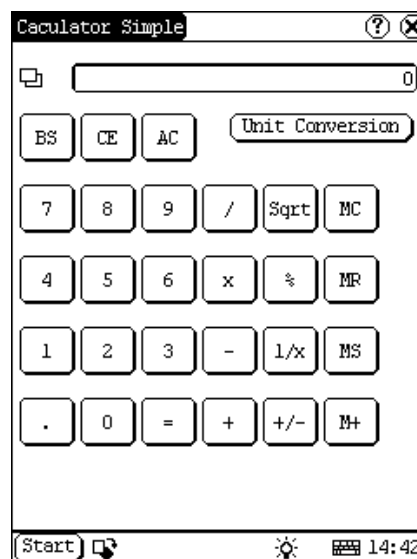 Caculator Simple ?
0
BS CE AC Unit Conversion
7 8 9 / Sqrt MC
4 5 6 x % MR
1 2 3 - 1/x MS
. 0 = + +/- M+
Start 14:42